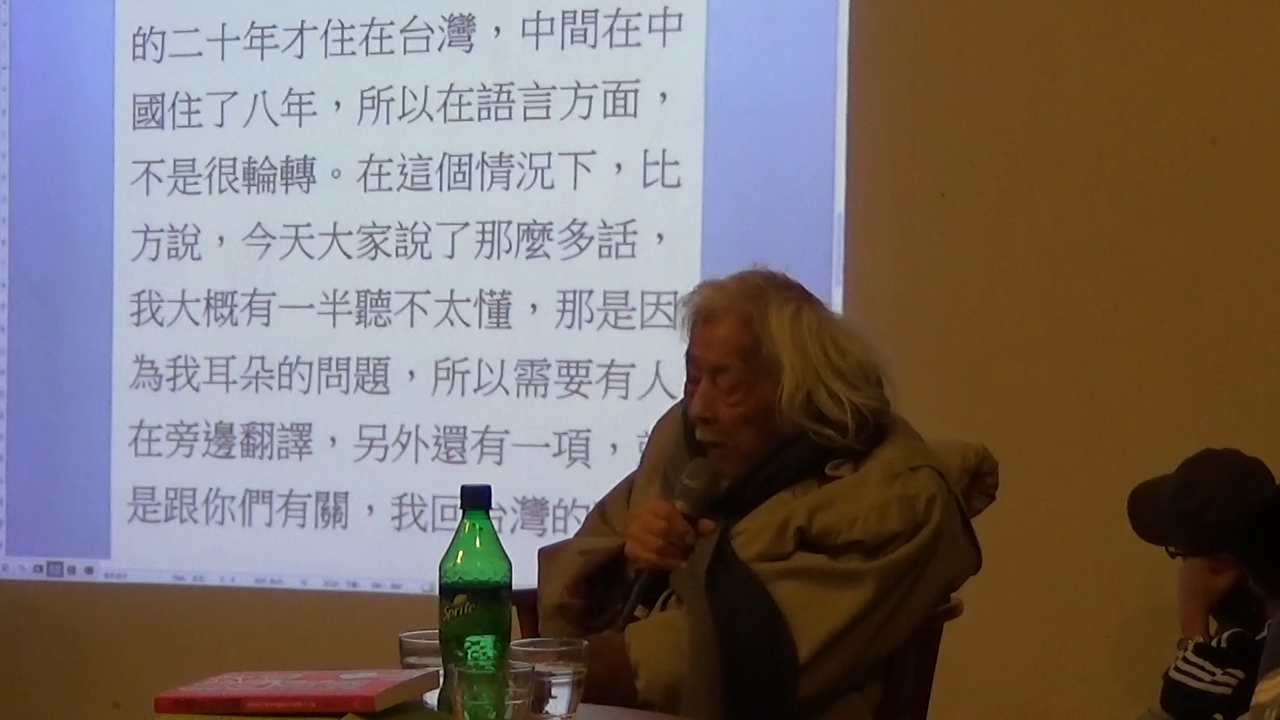 的二十年才住在台灣，中間在中
國住了八年，所以在語言方面，
不是很輪轉。在這個情況下，比
方說，今天大家說了那麼多話，
我大概有一半聽不太懂，那是因
為我耳朵的問題，所以需要有人
在旁邊翻譯，另外還有一項，
是跟你們有關，我回台灣的
Sprite